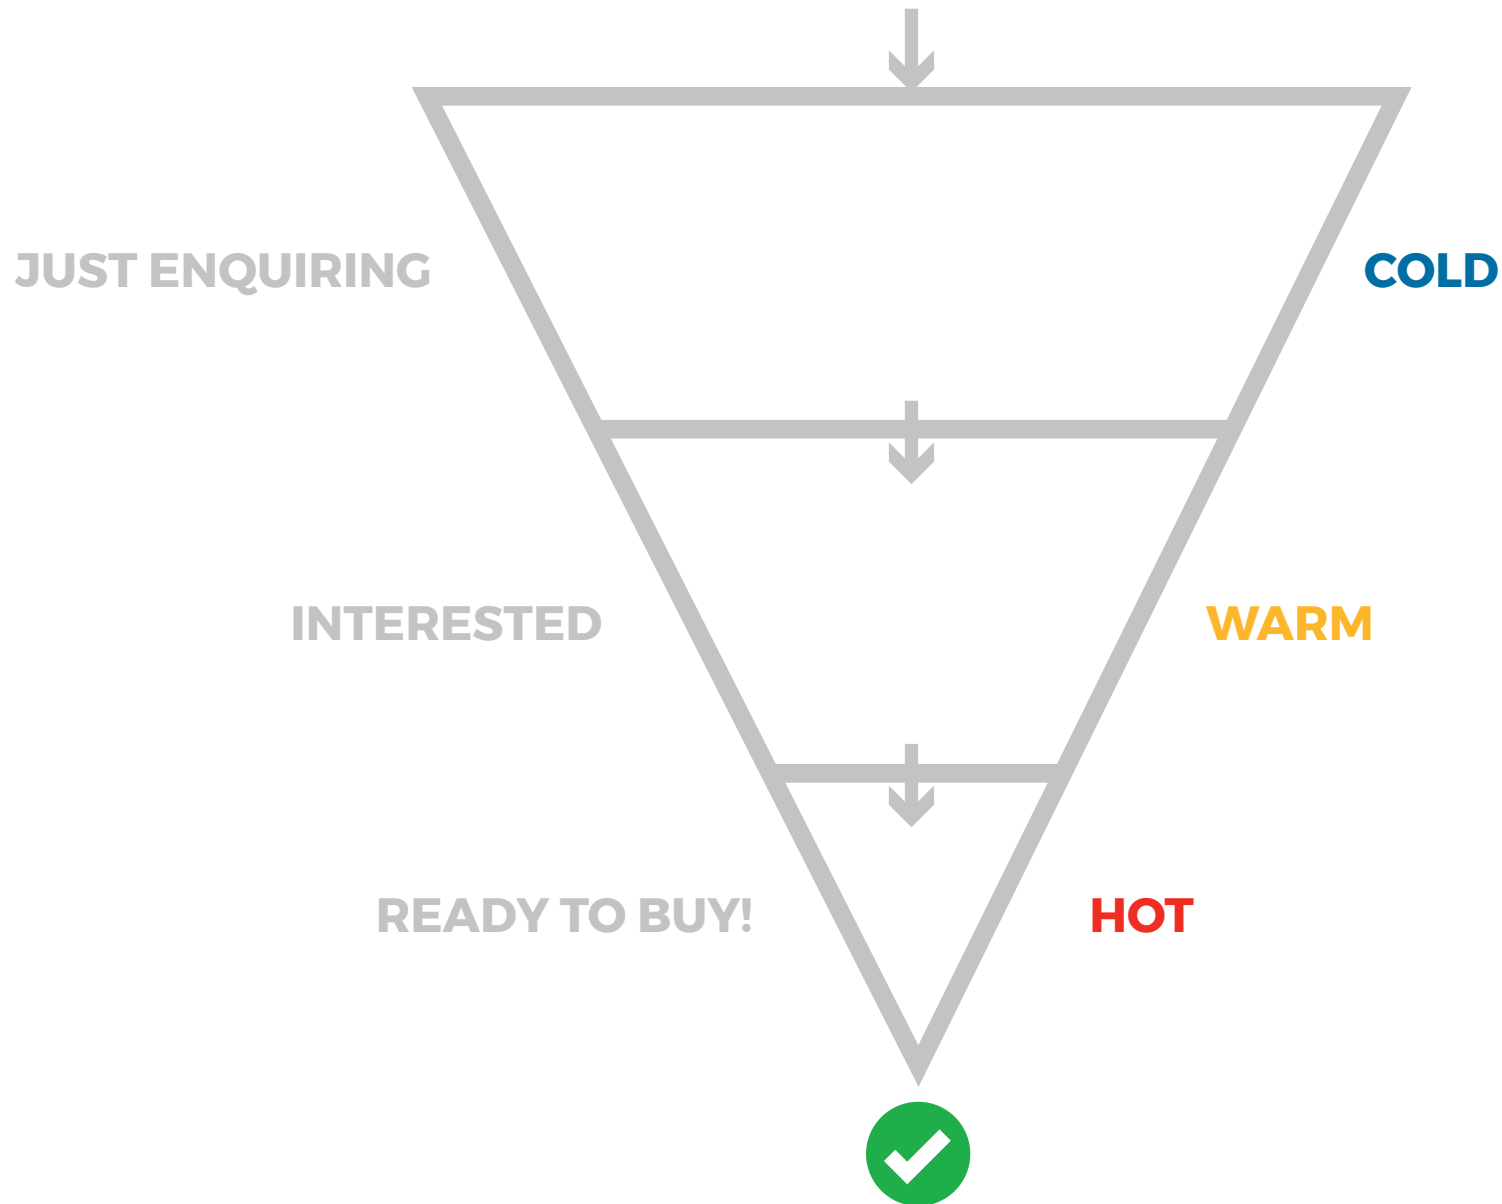 JUST ENQUIRING
COLD
INTERESTED
WARM
READY TO BUY!
HOT